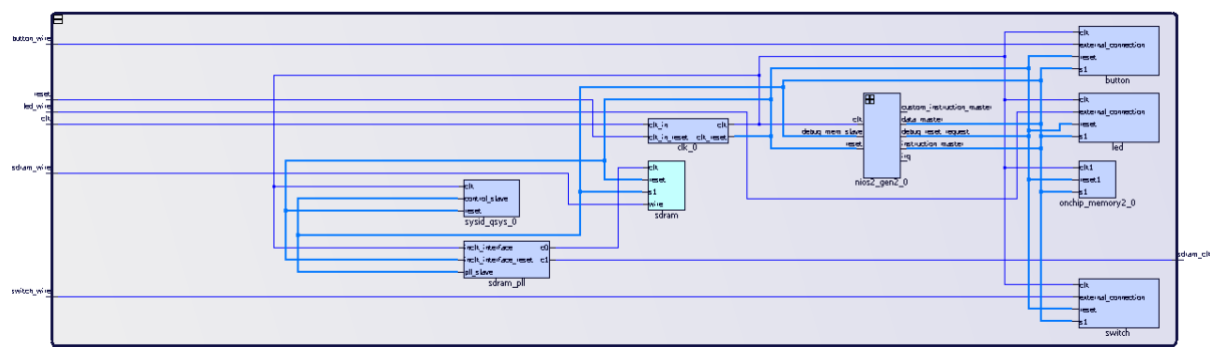 button_wire
reset
led_wire
clk
sdram_wire
switch_wire
sdram_clk
clk
external_connection
reset
s1
button
clk
external_connection
reset
s1
led
clk1
reset1
s1
onchip_memory2_0
clk
external_connection
reset
s1
switch
custom_instruction_master
clk
data_master
debug_mem_slave
debug_reset_request
reset
instruction_master
irq
nios2_gen2_0
clk_in
clk
clk_in_reset
clk_reset
clk_0
clk
reset
s1
wire
sdram
clk
control_slave
reset
sysid_qsys_0
inclk_interface
c0
inclk_interface_reset
c1
pll_slave
sdram_pll